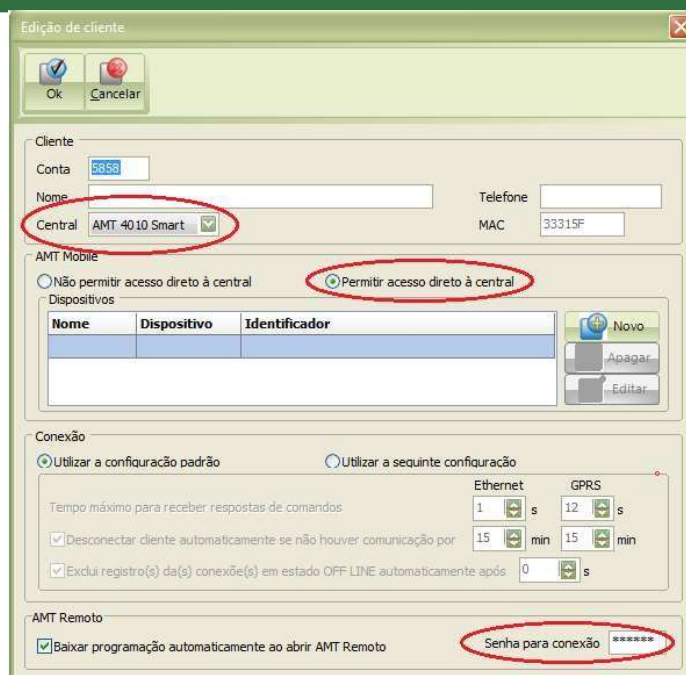 Edição de cliente
Ok Cancelar
Cliente
Conta 5858
Nome Telefone
Central AMT 4010 Smart MAC 33315F
AMT Mobile
Não permitir acesso direto à central Permitir acesso direto à central
Dispositivos
Nome Dispositivo Identificador
Novo
Apagar
Editar
Conexão
Utilizar a configuração padrão Utilizar a seguinte configuração
Ethernet GPRS
Tempo máximo para receber respostas de comandos 1 s 12 s
Desconectar cliente automaticamente se não houver comunicação por 15 min 15 min
Exclui registro(s) da(s) conexõe(s) em estado OFF LINE automaticamente após 0 s
AMT Remoto
Baixar programação automaticamente ao abrir AMT Remoto Senha para conexão ******